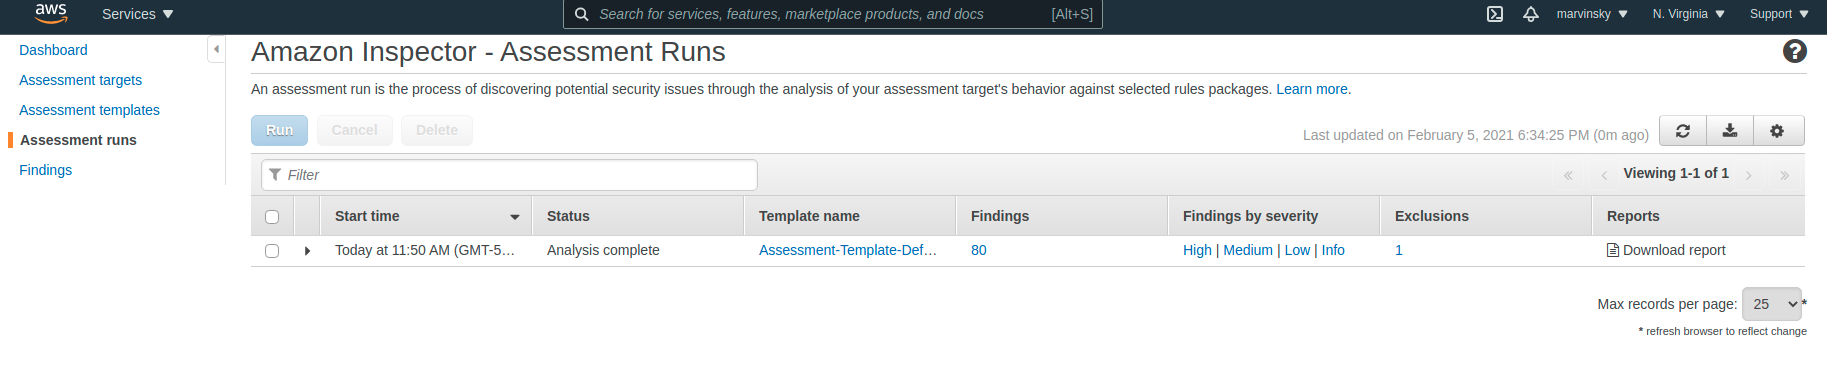 aws Services Search for services, features, marketplace products, and docs [Alt+S] marvinsky N. Virginia Support
Dashboard
Assessment targets
Assessment templates
Assessment runs
Findings
Amazon Inspector - Assessment Runs ?
An assessment run is the process of discovering potential security issues through the analysis of your assessment target's behavior against selected rules packages. Learn more.
Run Cancel Delete Last updated on February 5, 2021 6:34:25 PM (0m ago)
Filter « ‹ Viewing 1-1 of 1 › »
Start time Status Template name Findings Findings by severity Exclusions Reports
Today at 11:50 AM (GMT-5… Analysis complete Assessment-Template-Def… 80 High | Medium | Low | Info 1 Download report
Max records per page: 25 *
* refresh browser to reflect change